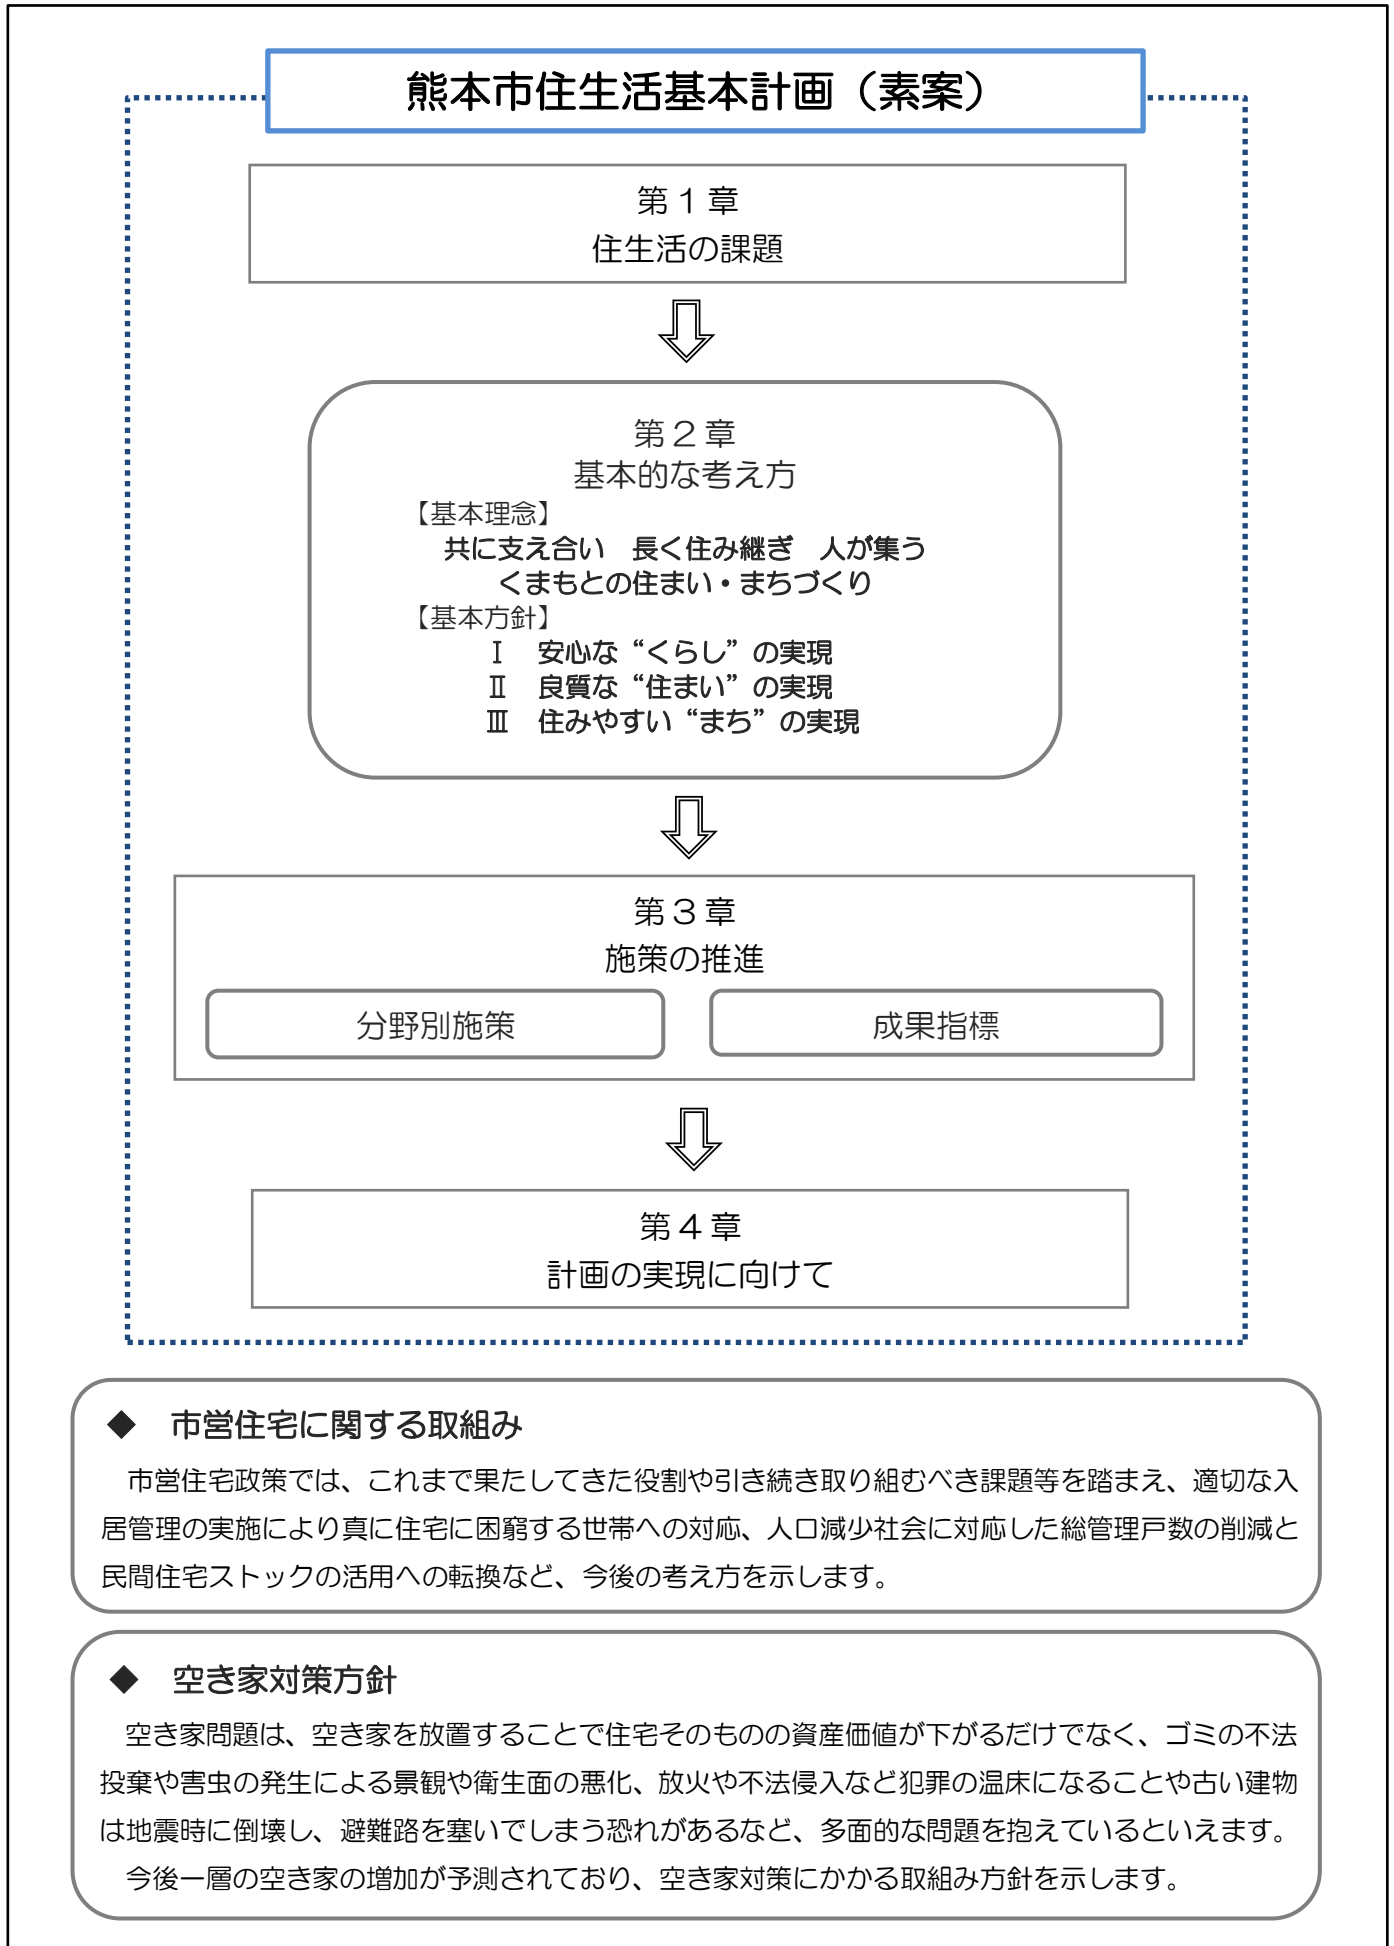 熊本市住生活基本計画（素案）
第１章
住生活の課題
第２章
基本的な考え方
【基本理念】
共に支え合い　長く住み継ぎ　人が集う
くまもとの住まい・まちづくり
【基本方針】
Ⅰ　安心な“くらし”の実現
Ⅱ　良質な“住まい”の実現
Ⅲ　住みやすい“まち”の実現
第３章
施策の推進
分野別施策
成果指標
第４章
計画の実現に向けて
◆　市営住宅に関する取組み
市営住宅政策では、これまで果たしてきた役割や引き続き取り組むべき課題等を踏まえ、適切な入
居管理の実施により真に住宅に困窮する世帯への対応、人口減少社会に対応した総管理戸数の削減と
民間住宅ストックの活用への転換など、今後の考え方を示します。
◆　空き家対策方針
空き家問題は、空き家を放置することで住宅そのものの資産価値が下がるだけでなく、ゴミの不法
投棄や害虫の発生による景観や衛生面の悪化、放火や不法侵入など犯罪の温床になることや古い建物
は地震時に倒壊し、避難路を塞いでしまう恐れがあるなど、多面的な問題を抱えているといえます。
今後一層の空き家の増加が予測されており、空き家対策にかかる取組み方針を示します。